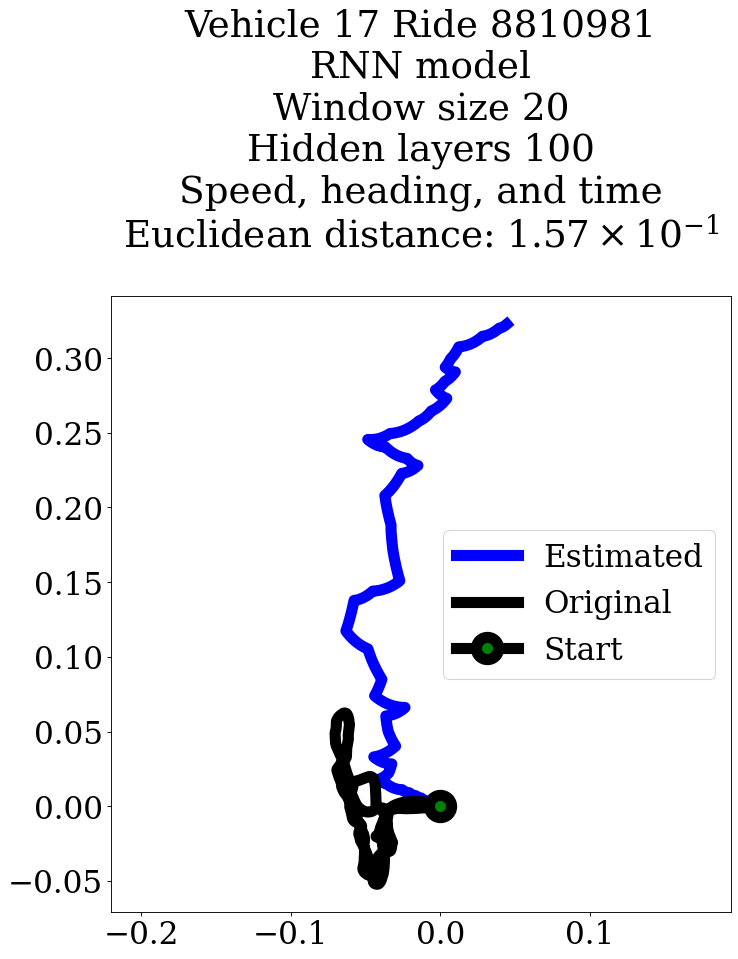 Vehicle 17 Ride 8810981
RNN model
Window size 20
Hidden layers 100
Speed, heading, and time
Euclidean distance: 1.57 × 10⁻¹
0.30
0.25
0.20
0.15
0.10
0.05
0.00
−0.05
Estimated
Original
Start
−0.2
−0.1
0.0
0.1